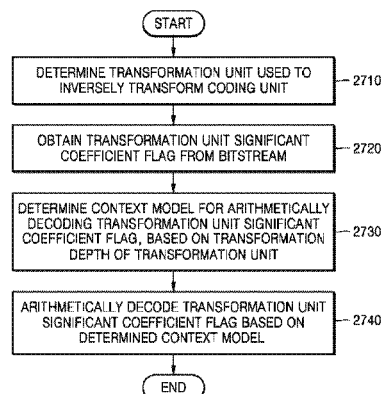 START
DETERMINE TRANSFORMATION UNIT USED TO
INVERSELY TRANSFORM CODING UNIT
2710
OBTAIN TRANSFORMATION UNIT SIGNIFICANT
COEFFICIENT FLAG FROM BITSTREAM
2720
DETERMINE CONTEXT MODEL FOR ARITHMETICALLY
DECODING TRANSFORMATION UNIT SIGNIFICANT
COEFFICIENT FLAG, BASED ON TRANSFORMATION
DEPTH OF TRANSFORMATION UNIT
2730
ARITHMETICALLY DECODE TRANSFORMATION UNIT
SIGNIFICANT COEFFICIENT FLAG BASED ON
DETERMINED CONTEXT MODEL
2740
END